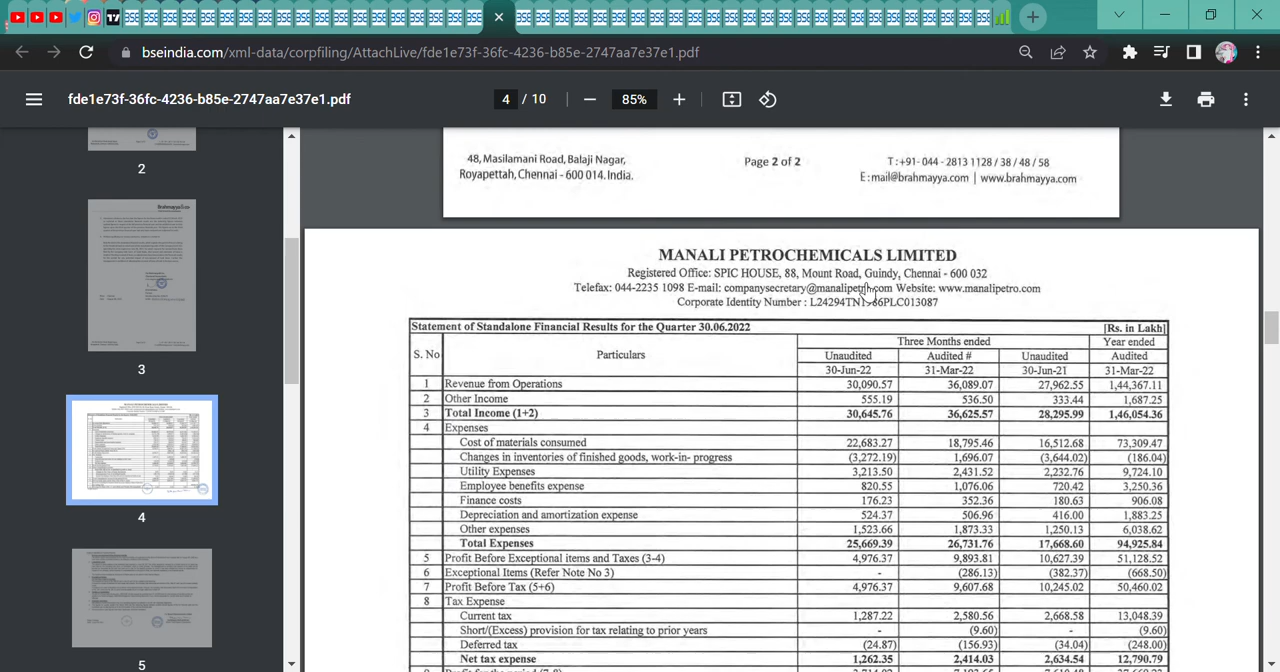 bseindia.com/xml-data/corpfiling/AttachLive/fde1e73f-36fc-4236-b85e-2747aa7e37e1.pdf
fde1e73f-36fc-4236-b85e-2747aa7e37e1.pdf
4 / 10
85%
2
3
4
5
48, Masilamani Road, Balaji Nagar,
Royapettah, Chennai - 600 014. India.
Page 2 of 2
T : +91- 044 - 2813 1128 / 38 / 48 / 58
E : mail@brahmayya.com | www.brahmayya.com
MANALI PETROCHEMICALS LIMITED
Registered Office: SPIC HOUSE, 88, Mount Road, Guindy, Chennai - 600 032
Telefax: 044-2235 1098 E-mail: companysecretary@manalipetro.com Website: www.manalipetro.com
Corporate Identity Number : L24294TN1986PLC013087
Statement of Standalone Financial Results for the Quarter 30.06.2022 [Rs. in Lakh]
S. No Particulars Three Months ended Year ended
Unaudited Audited # Unaudited Audited
30-Jun-22 31-Mar-22 30-Jun-21 31-Mar-22
1 Revenue from Operations 30,090.57 36,089.07 27,962.55 1,44,367.11
2 Other Income 555.19 536.50 333.44 1,687.25
3 Total Income (1+2) 30,645.76 36,625.57 28,295.99 1,46,054.36
4 Expenses
Cost of materials consumed 22,683.27 18,795.46 16,512.68 73,309.47
Changes in inventories of finished goods, work-in- progress (3,272.19) 1,696.07 (3,644.02) (186.04)
Utility Expenses 3,213.50 2,431.52 2,232.76 9,724.10
Employee benefits expense 820.55 1,076.06 720.42 3,250.36
Finance costs 176.23 352.36 180.63 906.08
Depreciation and amortization expense 524.37 506.96 416.00 1,883.25
Other expenses 1,523.66 1,873.33 1,250.13 6,038.62
Total Expenses 25,669.39 26,731.76 17,668.60 94,925.84
5 Profit Before Exceptional items and Taxes (3-4) 4,976.37 9,893.81 10,627.39 51,128.52
6 Exceptional Items (Refer Note No 3) - (286.13) (382.37) (668.50)
7 Profit Before Tax (5+6) 4,976.37 9,607.68 10,245.02 50,460.02
8 Tax Expense
Current tax 1,287.22 2,580.56 2,668.58 13,048.39
Short/(Excess) provision for tax relating to prior years - (9.60) - (9.60)
Deferred tax (24.87) (156.93) (34.04) (248.00)
Net tax expense 1,262.35 2,414.03 2,634.54 12,790.79